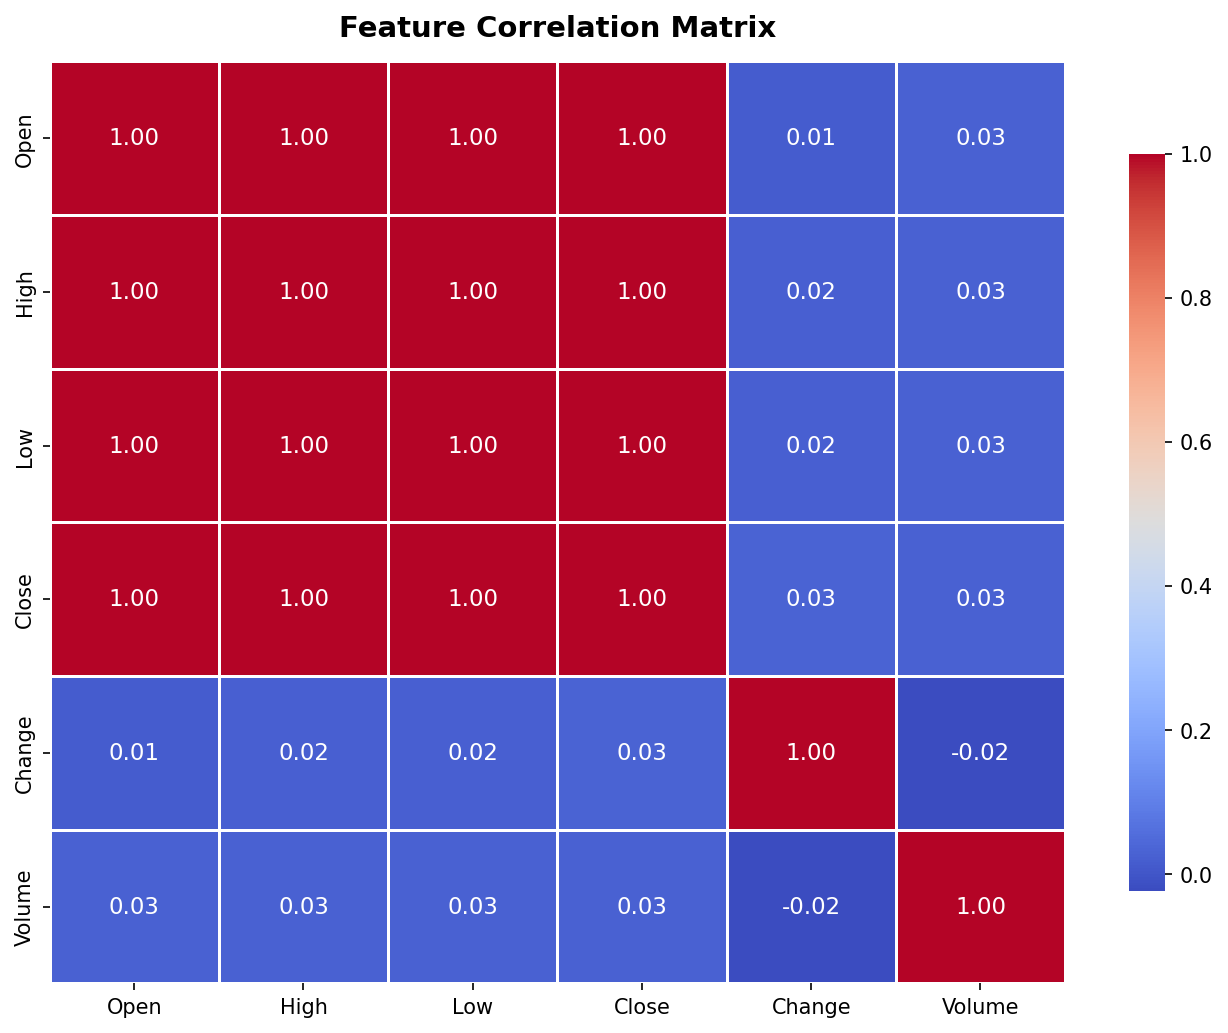 Feature Correlation Matrix
Open 1.00 1.00 1.00 1.00 0.01 0.03
High 1.00 1.00 1.00 1.00 0.02 0.03
Low 1.00 1.00 1.00 1.00 0.02 0.03
Close 1.00 1.00 1.00 1.00 0.03 0.03
Change 0.01 0.02 0.02 0.03 1.00 -0.02
Volume 0.03 0.03 0.03 0.03 -0.02 1.00
Open High Low Close Change Volume
1.0
0.8
0.6
0.4
0.2
0.0